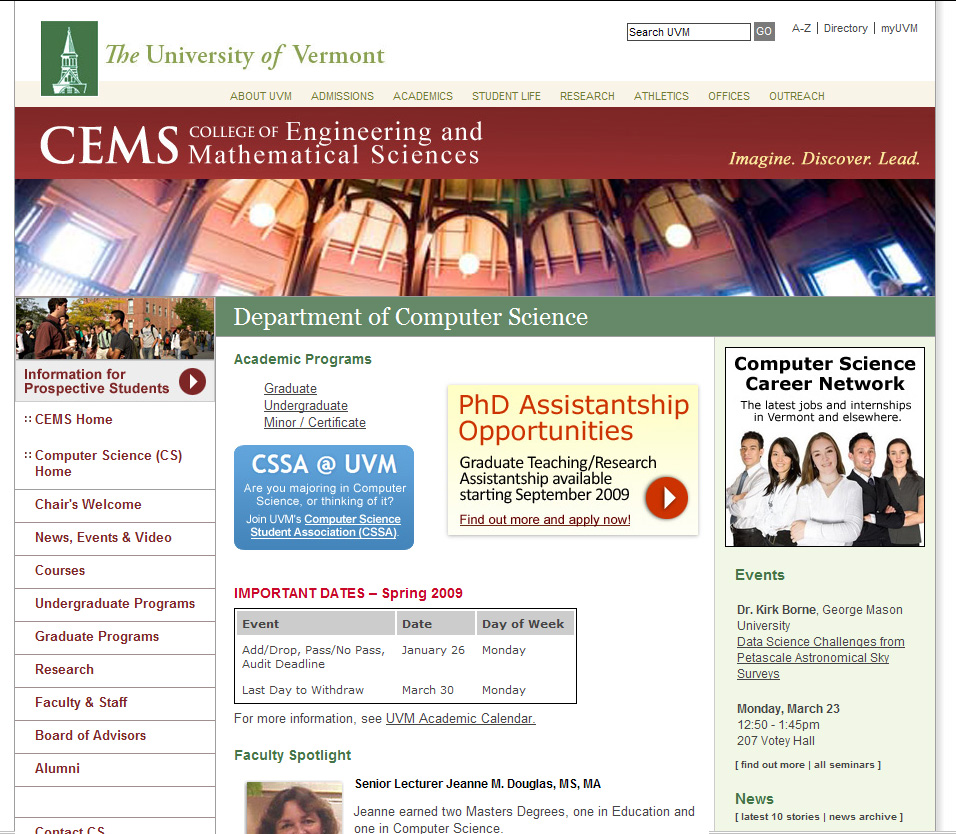 The University of Vermont
Search UVM
GO
A-Z | Directory | myUVM
ABOUT UVM ADMISSIONS ACADEMICS STUDENT LIFE RESEARCH ATHLETICS OFFICES OUTREACH
CEMS COLLEGE OF Engineering and
Mathematical Sciences
Imagine. Discover. Lead.
Information for
Prospective Students
:: CEMS Home
:: Computer Science (CS)
Home
Chair's Welcome
News, Events & Video
Courses
Undergraduate Programs
Graduate Programs
Research
Faculty & Staff
Board of Advisors
Alumni
Contact CS
Department of Computer Science
Academic Programs
Graduate
Undergraduate
Minor / Certificate
CSSA @ UVM
Are you majoring in Computer
Science, or thinking of it?
Join UVM's Computer Science
Student Association (CSSA).
PhD Assistantship
Opportunities
Graduate Teaching/Research
Assistantship available
starting September 2009
Find out more and apply now!
IMPORTANT DATES – Spring 2009
Event Date Day of Week
Add/Drop, Pass/No Pass, January 26 Monday
Audit Deadline
Last Day to Withdraw March 30 Monday
For more information, see UVM Academic Calendar.
Faculty Spotlight
Senior Lecturer Jeanne M. Douglas, MS, MA
Jeanne earned two Masters Degrees, one in Education and
one in Computer Science.
Computer Science
Career Network
The latest jobs and internships
in Vermont and elsewhere.
Events
Dr. Kirk Borne, George Mason
University
Data Science Challenges from
Petascale Astronomical Sky
Surveys
Monday, March 23
12:50 - 1:45pm
207 Votey Hall
[ find out more | all seminars ]
News
[ latest 10 stories | news archive ]